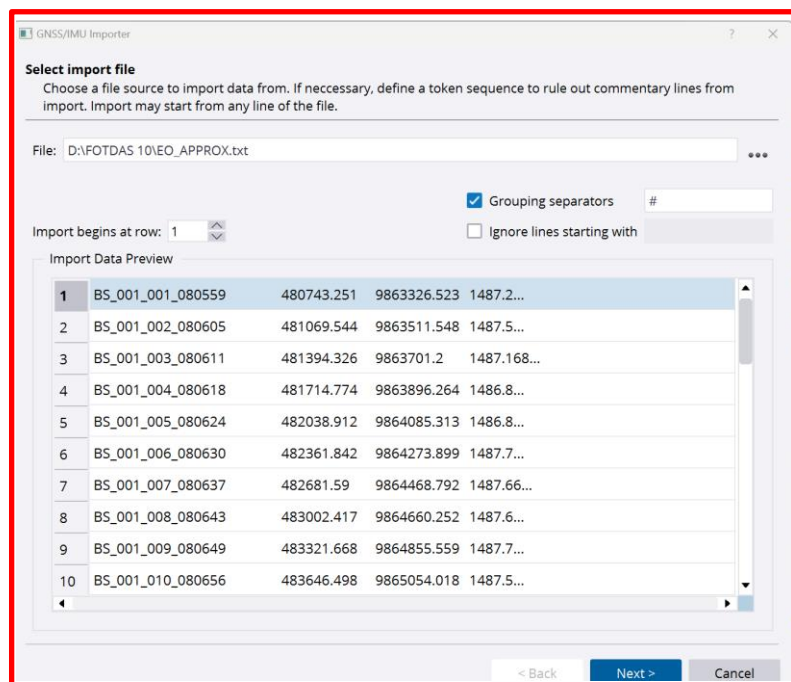 GNSS/IMU Importer ?
Select import file
Choose a file source to import data from. If neccessary, define a token sequence to rule out commentary lines from
import. Import may start from any line of the file.
File: D:\FOTDAS 10\EO_APPROX.txt ...
Grouping separators #
Import begins at row: 1 Ignore lines starting with
Import Data Preview
1 BS_001_001_080559 480743.251 9863326.523 1487.2...
2 BS_001_002_080605 481069.544 9863511.548 1487.5...
3 BS_001_003_080611 481394.326 9863701.2 1487.168...
4 BS_001_004_080618 481714.774 9863896.264 1486.8...
5 BS_001_005_080624 482038.912 9864085.313 1486.8...
6 BS_001_006_080630 482361.842 9864273.899 1487.7...
7 BS_001_007_080637 482681.59 9864468.792 1487.66...
8 BS_001_008_080643 483002.417 9864660.252 1487.6...
9 BS_001_009_080649 483321.668 9864855.559 1487.7...
10 BS_001_010_080656 483646.498 9865054.018 1487.5...
< Back Next > Cancel